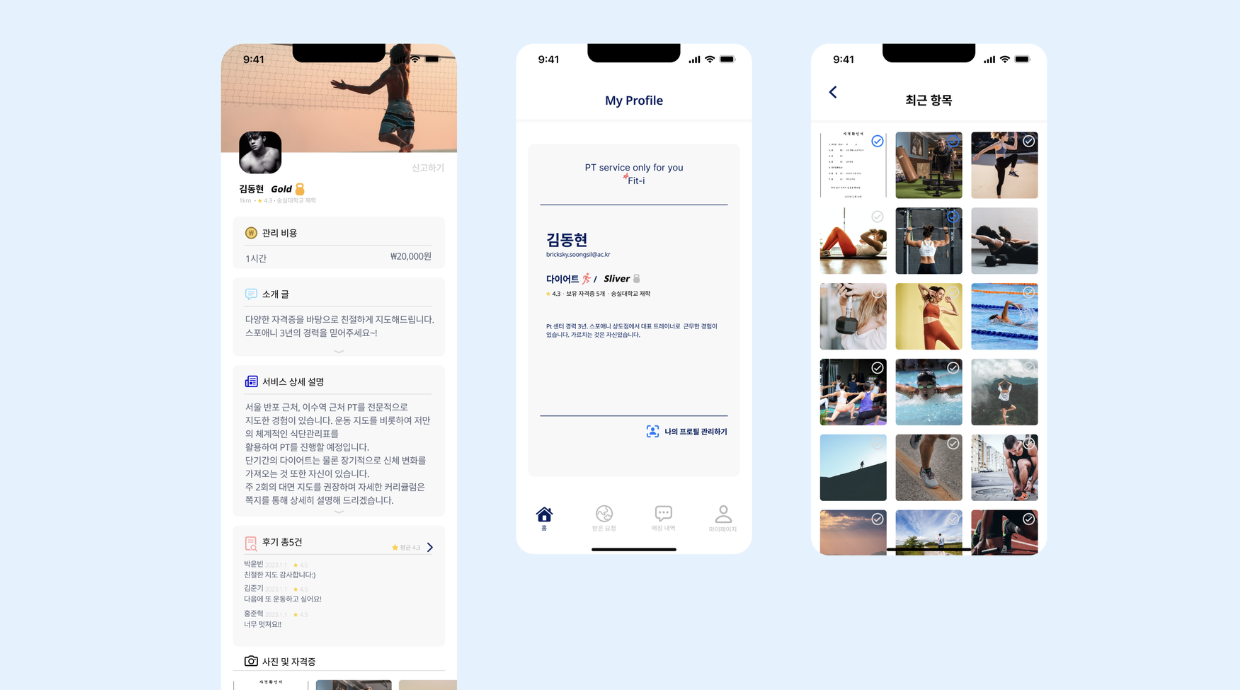 9:41
신고하기
김동현 Gold
1km • ★ 4.3 • 숭실대학교 재학
관리 비용
1시간
₩20,000원
소개 글
다양한 자격증을 바탕으로 친절하게 지도해드립니다.
스포애니 3년의 경력을 믿어주세요~!
서비스 상세 설명
서울 반포 근처, 이수역 근처 PT를 전문적으로
지도한 경험이 있습니다. 운동 지도를 비롯하여 저만
의 체계적인 식단관리표를
활용하여 PT를 진행할 예정입니다.
단기간의 다이어트는 물론 장기적으로 신체 변화를
가져오는 것 또한 자신이 있습니다.
주 2회의 대면 지도를 권장하며 자세한 커리큘럼은
쪽지를 통해 상세히 설명해 드리겠습니다.
후기 총5건
★ 평균 4.3
박윤빈
친절한 지도 감사합니다:)
김준기
다음에 또 운동하고 싶어요!
홍준혁
너무 멋져요!!
사진 및 자격증
9:41
My Profile
PT service only for you
Fit-i
김동현
bricksky.soongsil@ac.kr
다이어트 / Sliver
★ 4.3 · 보유 자격증 5개 · 숭실대학교 재학
Pt 센터 경력 3년, 스포애니 상도점에서 대표 트레이너로 근무한 경험이
있습니다, 가르치는 것은 자신있습니다.
나의 프로필 관리하기
홈
받은 요청
매칭 내역
마이페이지
9:41
최근 항목